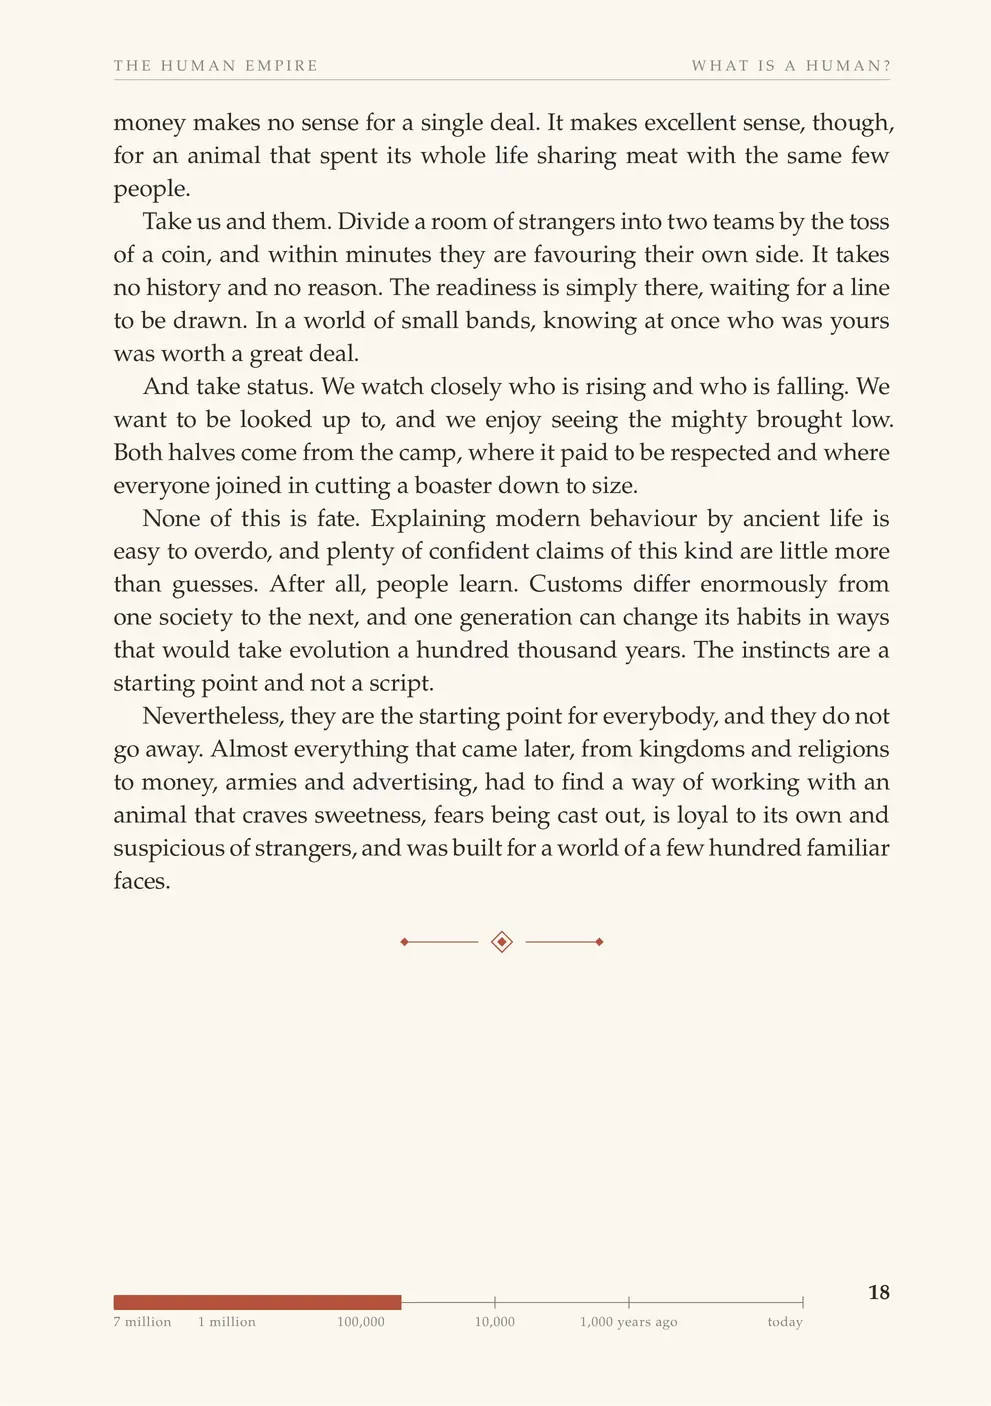 THE HUMAN EMPIRE
WHAT IS A HUMAN?
money makes no sense for a single deal. It makes excellent sense, though,
for an animal that spent its whole life sharing meat with the same few
people.
Take us and them. Divide a room of strangers into two teams by the toss
of a coin, and within minutes they are favouring their own side. It takes
no history and no reason. The readiness is simply there, waiting for a line
to be drawn. In a world of small bands, knowing at once who was yours
was worth a great deal.
And take status. We watch closely who is rising and who is falling. We
want to be looked up to, and we enjoy seeing the mighty brought low.
Both halves come from the camp, where it paid to be respected and where
everyone joined in cutting a boaster down to size.
None of this is fate. Explaining modern behaviour by ancient life is
easy to overdo, and plenty of confident claims of this kind are little more
than guesses. After all, people learn. Customs differ enormously from
one society to the next, and one generation can change its habits in ways
that would take evolution a hundred thousand years. The instincts are a
starting point and not a script.
Nevertheless, they are the starting point for everybody, and they do not
go away. Almost everything that came later, from kingdoms and religions
to money, armies and advertising, had to find a way of working with an
animal that craves sweetness, fears being cast out, is loyal to its own and
suspicious of strangers, and was built for a world of a few hundred familiar
faces.
18
7 million 1 million 100,000 10,000 1,000 years ago today